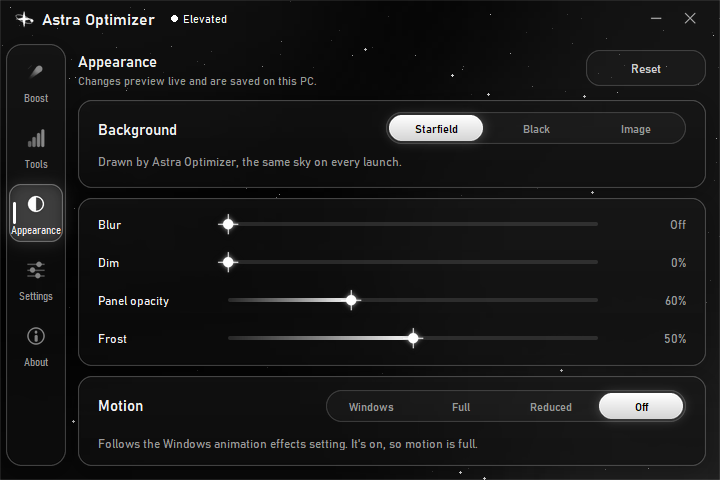 Astra Optimizer
Elevated
Boost
Tools
Appearance
Settings
About
Appearance
Changes preview live and are saved on this PC.
Reset
Background
Starfield
Black
Image
Drawn by Astra Optimizer, the same sky on every launch.
Blur
Off
Dim
0%
Panel opacity
60%
Frost
50%
Motion
Windows
Full
Reduced
Off
Follows the Windows animation effects setting. It's on, so motion is full.